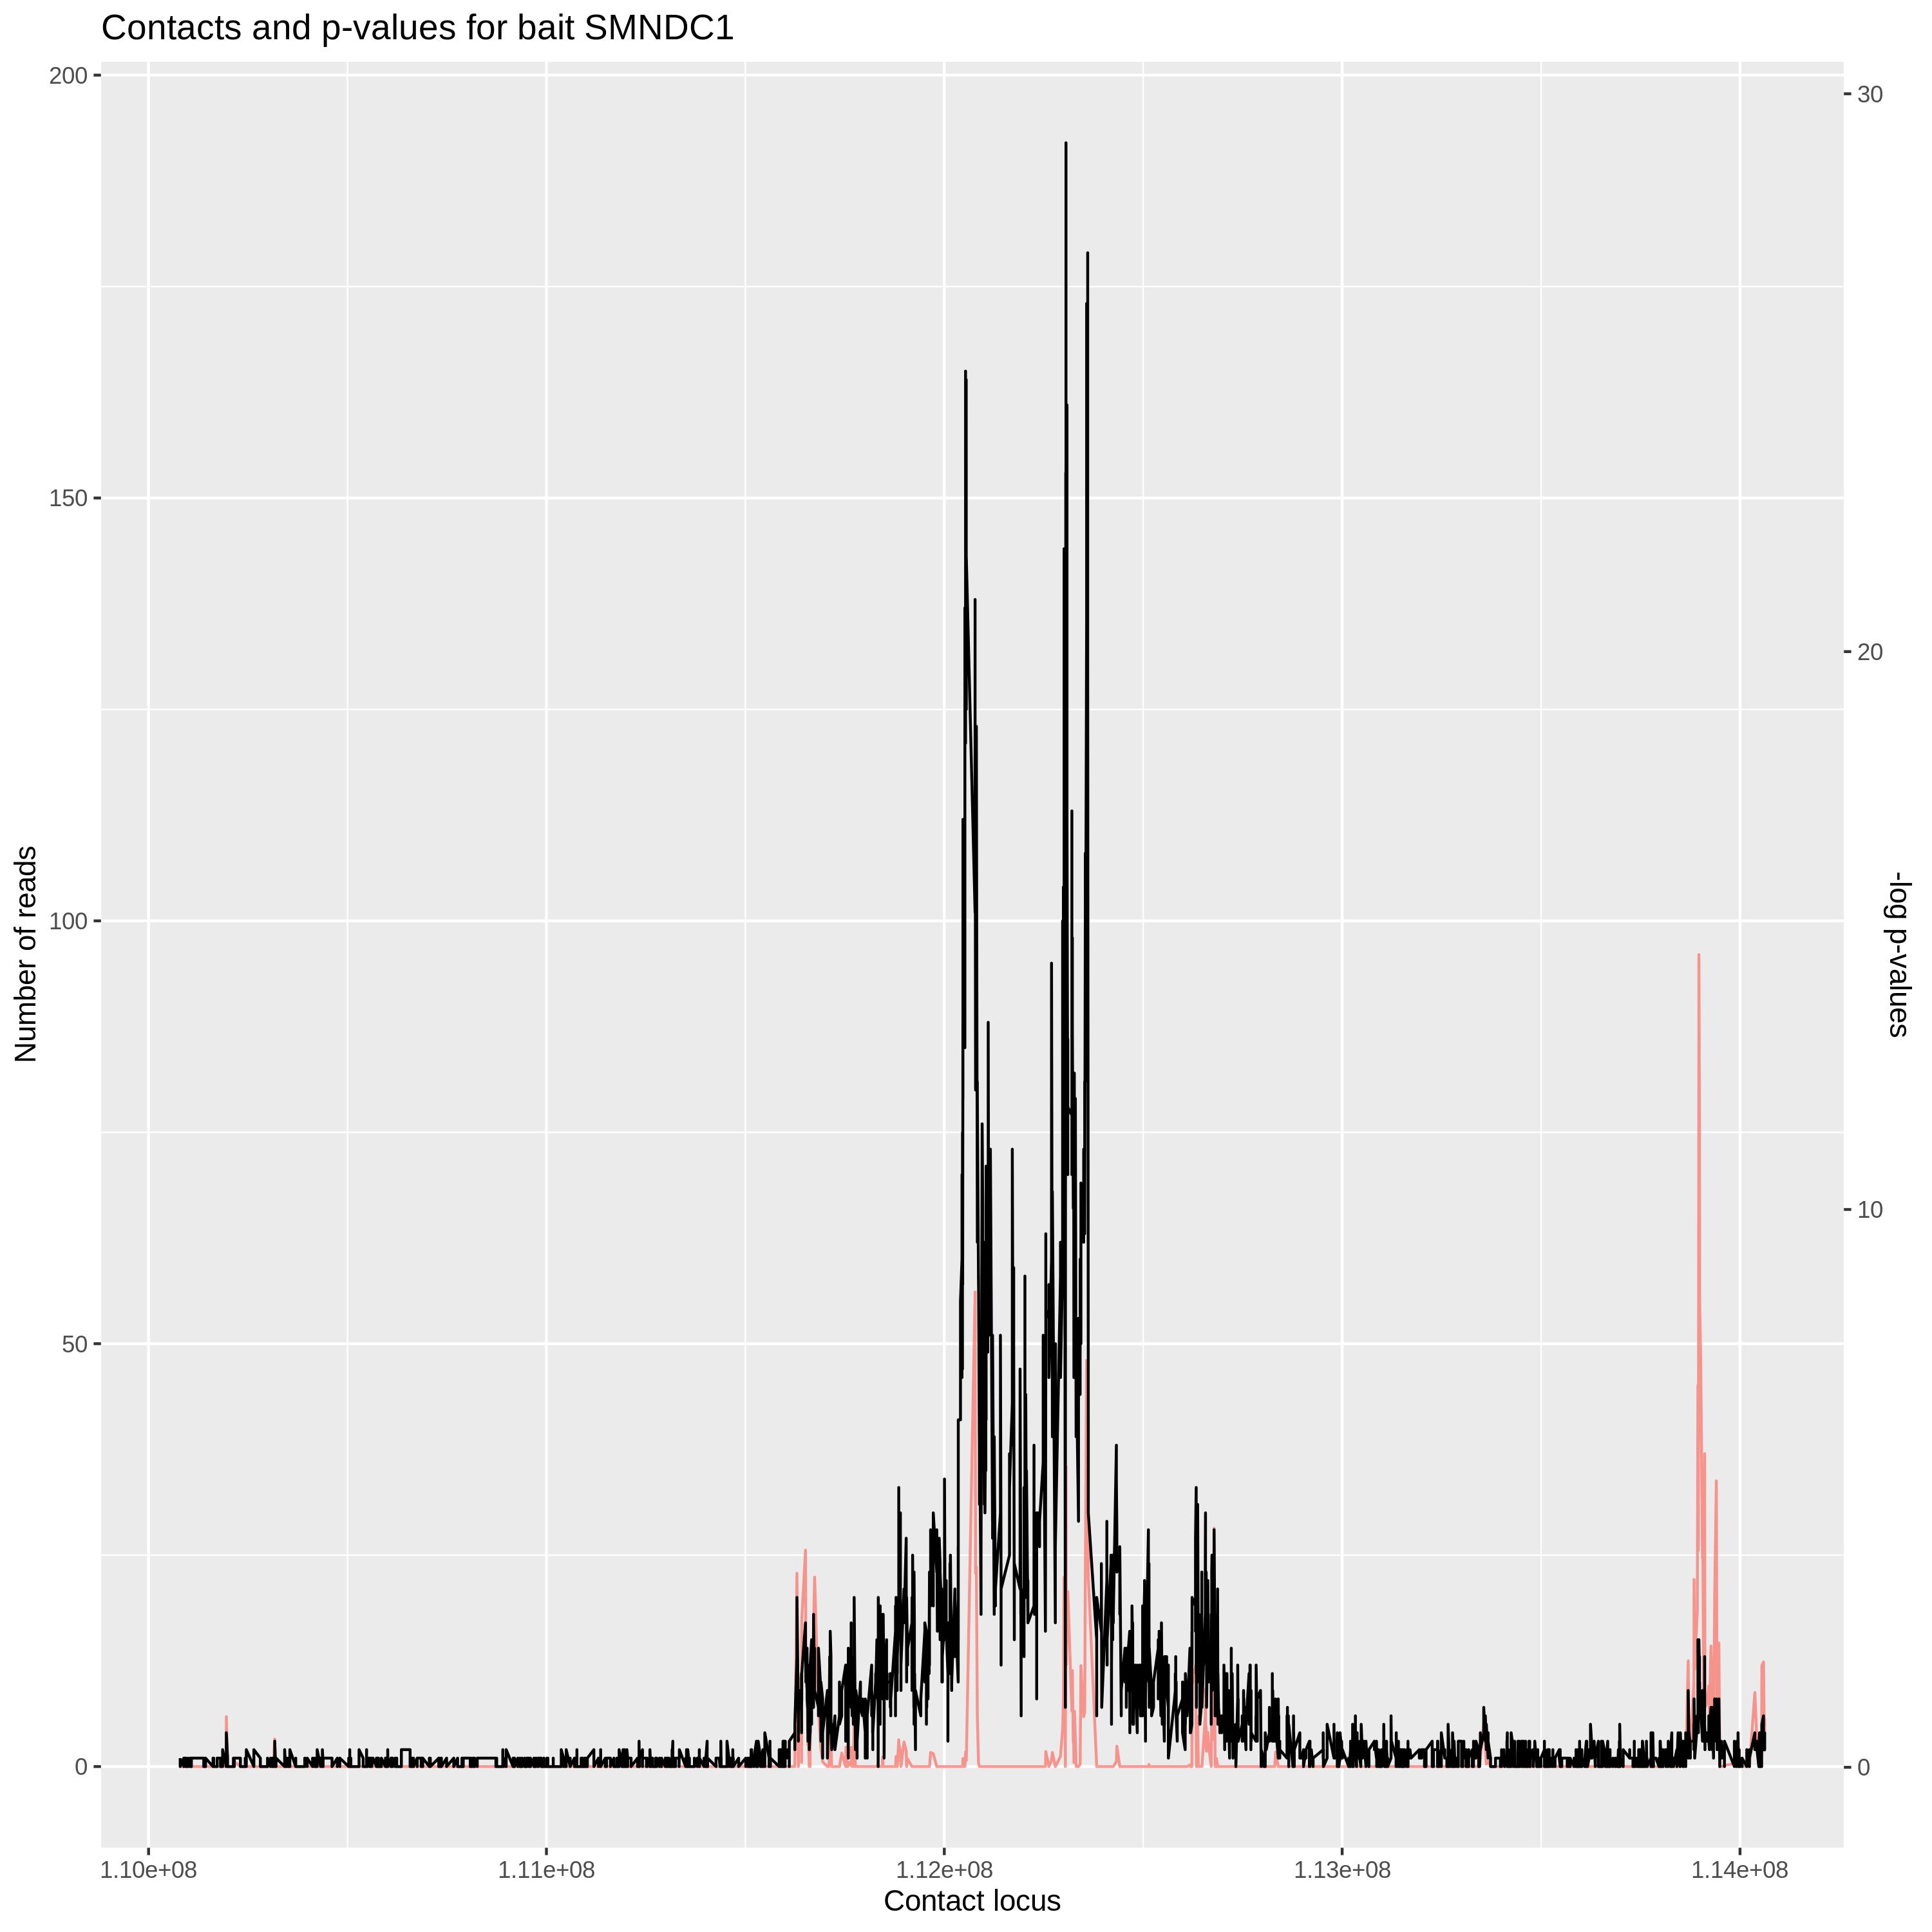 Contacts and p-values for bait SMNDC1
200
150
100
50
0
Number of reads
30
20
10
0
-log p-values
1.10e+08
1.11e+08
1.12e+08
1.13e+08
1.14e+08
Contact locus